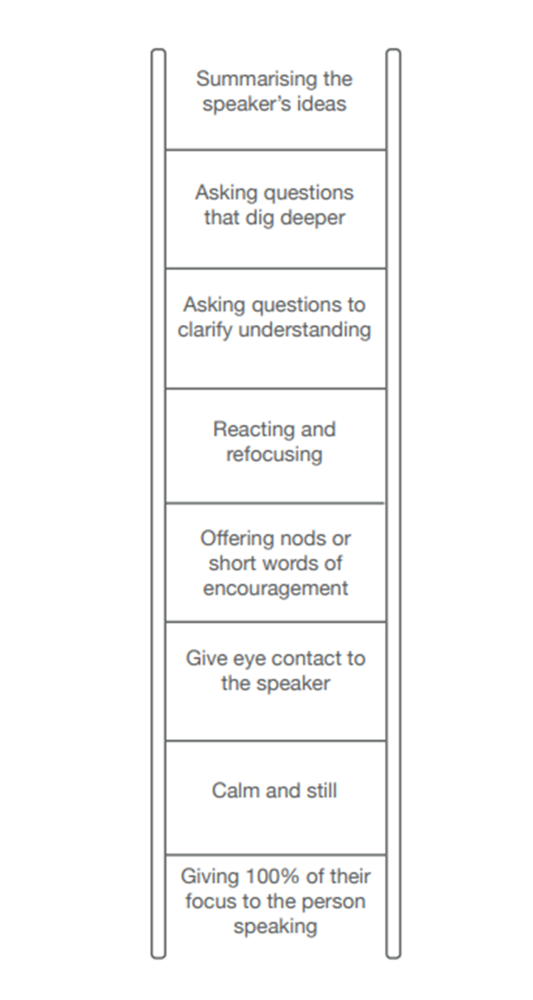 Summarising the
speaker’s ideas
Asking questions
that dig deeper
Asking questions to
clarify understanding
Reacting and
refocusing
Offering nods or
short words of
encouragement
Give eye contact to
the speaker
Calm and still
Giving 100% of their
focus to the person
speaking